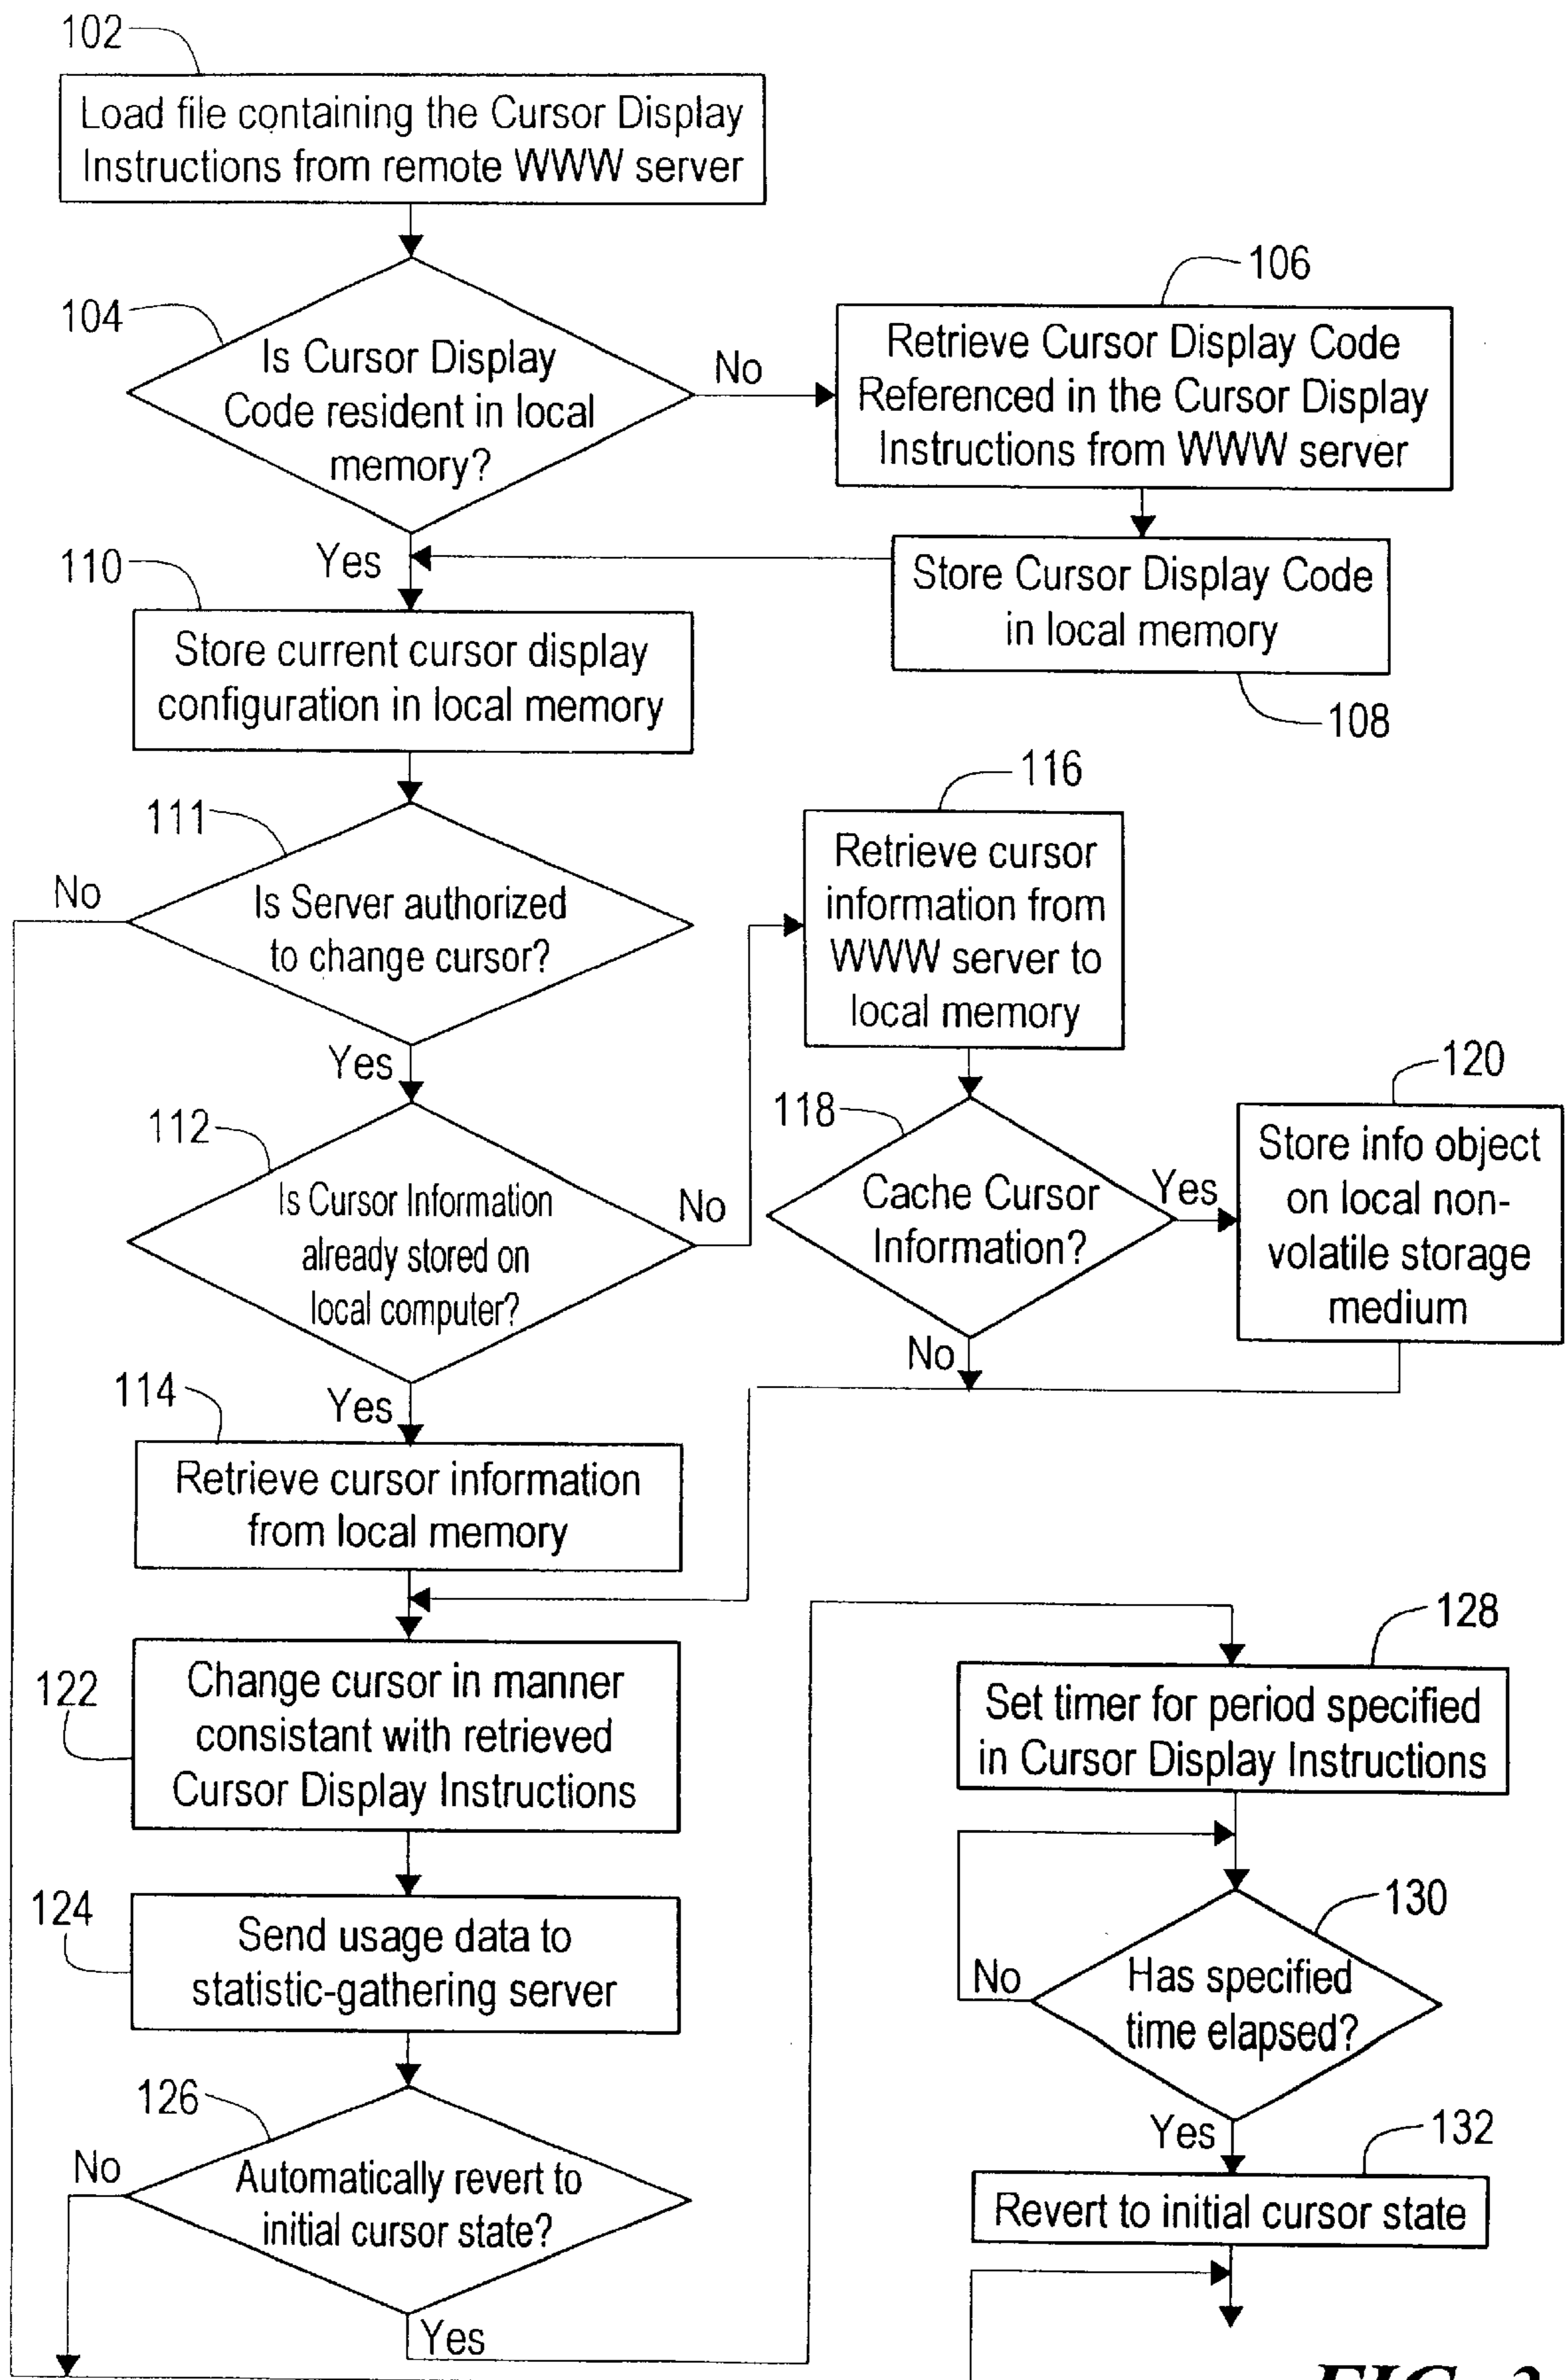 102
Load file containing the Cursor Display
Instructions from remote WWW server
104
Is Cursor Display
Code resident in local
memory?
No
106
Retrieve Cursor Display Code
Referenced in the Cursor Display
Instructions from WWW server
Yes
Store Cursor Display Code
in local memory
108
110
Store current cursor display
configuration in local memory
111
No
Is Server authorized
to change cursor?
Yes
116
Retrieve cursor
information from
WWW server to
local memory
112
Is Cursor Information
already stored on
local computer?
No
118
Cache Cursor
Information?
Yes
120
Store info object
on local non-
volatile storage
medium
No
Yes
114
Retrieve cursor information
from local memory
122
Change cursor in manner
consistant with retrieved
Cursor Display Instructions
124
Send usage data to
statistic-gathering server
126
No
Automatically revert to
initial cursor state?
Yes
128
Set timer for period specified
in Cursor Display Instructions
130
No
Has specified
time elapsed?
Yes
132
Revert to initial cursor state